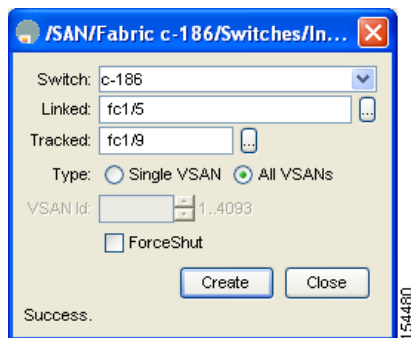 /SAN/Fabric c-186/Switches/In...
Switch: c-186
Linked: fc1/5 ...
Tracked: fc1/9 ...
Type: Single VSAN All VSANs
VSAN Id: 1..4093
ForceShut
Create Close
Success.
154480